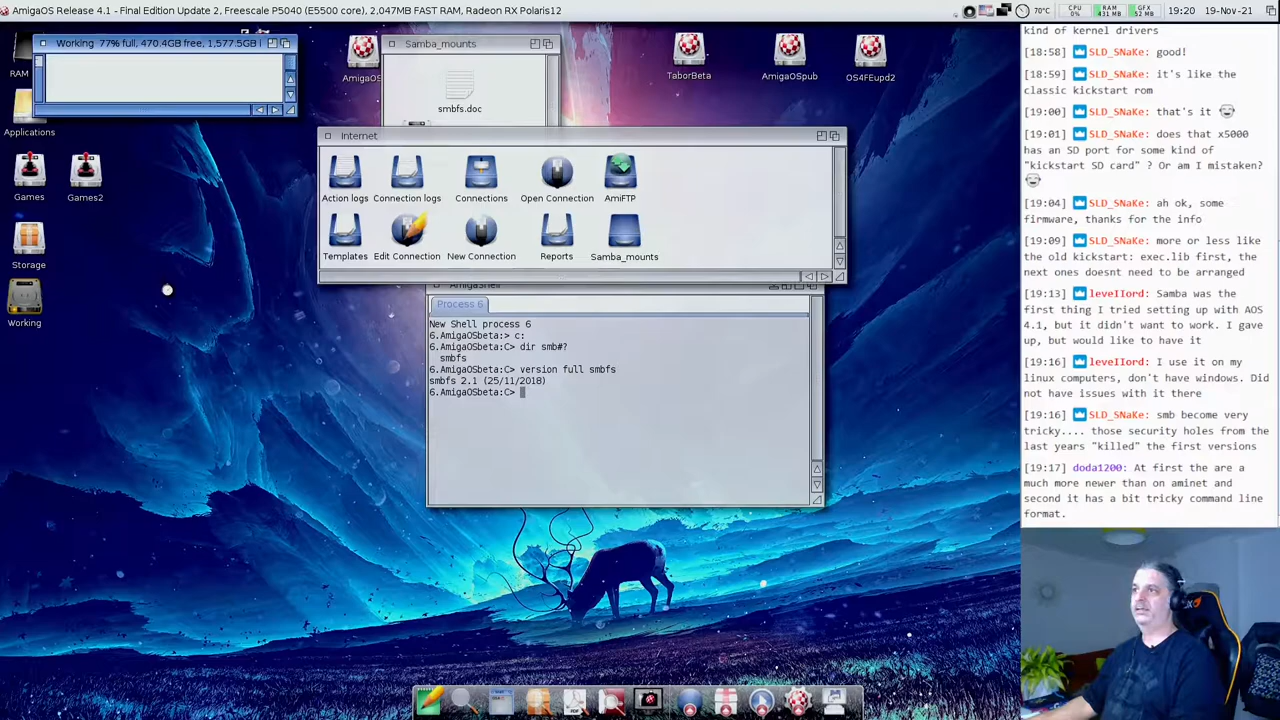 AmigaOS Release 4.1 - Final Edition Update 2, Freescale P5040 (E5500 core), 2,047MB FAST RAM, Radeon RX Polaris12
70°C
CPU
0%
RAM
431 MB
GFX
52 MB
19:20
19-Nov-21
Working 77% full, 470.4GB free, 1,577.5GB
RAM
Applications
Games
Games2
Storage
Working
AmigaOS
Samba_mounts
smbfs.doc
TaborBeta
AmigaOSpub
OS4FEupd2
Internet
Action logs
Connection logs
Connections
Open Connection
AmiFTP
Templates
Edit Connection
New Connection
Reports
Samba_mounts
AmigaShell
Process 6
New Shell process 6
6.AmigaOSbeta:> c:
6.AmigaOSbeta:C> dir smb#?
smbfs
6.AmigaOSbeta:C> version full smbfs
smbfs 2.1 (25/11/2018)
6.AmigaOSbeta:C>
PDF
kind of kernel drivers
[18:58] SLD_SNaKe: good!
[18:59] SLD_SNaKe: it's like the
classic kickstart rom
[19:00] SLD_SNaKe: that's it
[19:01] SLD_SNaKe: does that x5000
has an SD port for some kind of
"kickstart SD card" ? Or am I mistaken?
[19:04] SLD_SNaKe: ah ok, some
firmware, thanks for the info
[19:09] SLD_SNaKe: more or less like
the old kickstart: exec.lib first, the
next ones doesnt need to be arranged
[19:13] leveIIord: Samba was the
first thing I tried setting up with AOS
4.1, but it didn't want to work. I gave
up, but would like to have it
[19:16] leveIIord: I use it on my
linux computers, don't have windows. Did
not have issues with it there
[19:16] SLD_SNaKe: smb become very
tricky.... those security holes from the
last years "killed" the first versions
[19:17] doda1200: At first the are a
much more newer than on aminet and
second it has a bit tricky command line
format.